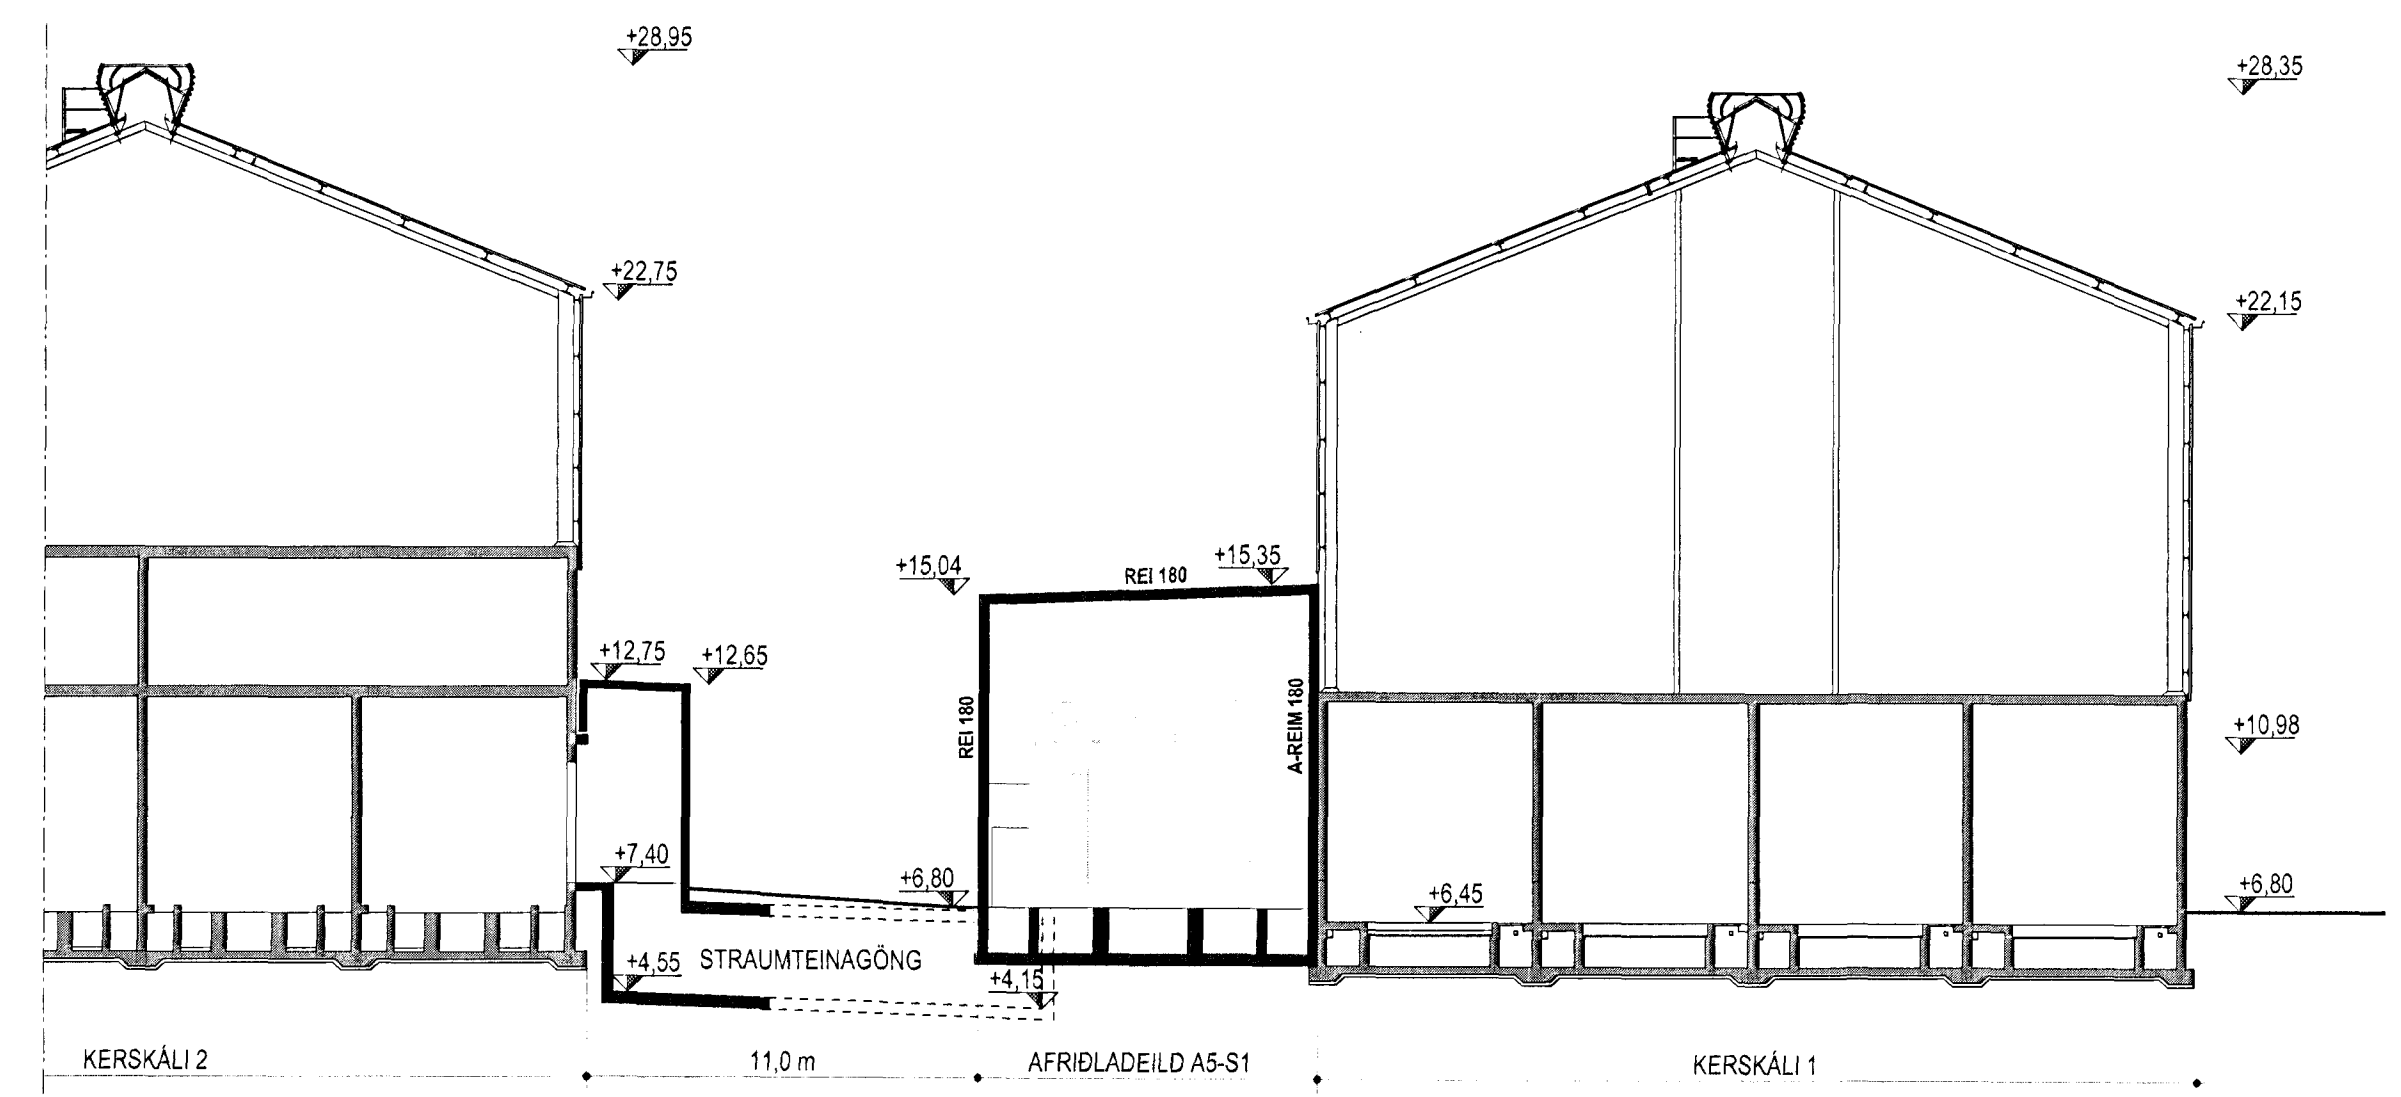 +28,95
+28,35
+22,75
+22,15
+15,04
REI 180
+15,35
+12,75
+12,65
REI 180
A-REIM 180
+10,98
+7,40
+6,80
+6,45
+6,80
+4,55
STRAUMTEINAGÖNG
+4,15
KERSKÁLI 2
11,0 m
AFRIÐLADEILD A5-S1
KERSKÁLI 1